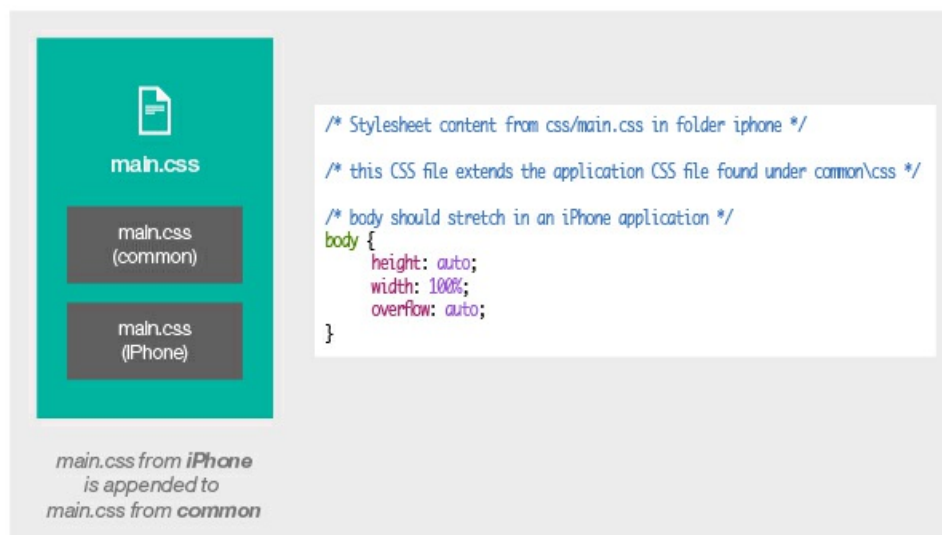 main.css
main.css
(common)
main.css
(iPhone)
main.css from iPhone
is appended to
main.css from common
/* Stylesheet content from css/main.css in folder iphone */
/* this CSS file extends the application CSS file found under common\css */
/* body should stretch in an iPhone application */
body {
height: auto;
width: 100%;
overflow: auto;
}